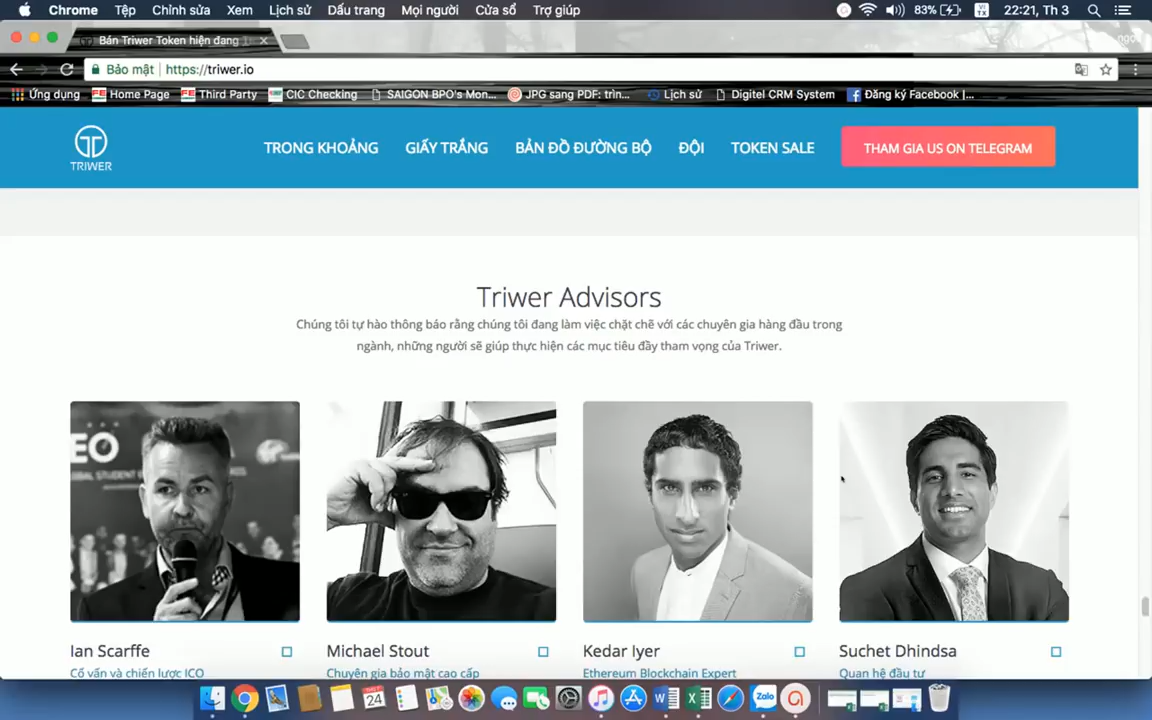 Chrome Tệp Chỉnh sửa Xem Lịch sử Dấu trang Mọi người Cửa sổ Trợ giúp 83% VI TX 22:21, Th 3
Bán Triwer Token hiện đang
Bảo mật https://triwer.io
Ứng dụng Home Page Third Party CIC Checking SAIGON BPO's Mon... JPG sang PDF: trìn... Lịch sử Digitel CRM System Đăng ký Facebook |...
TRIWER
TRONG KHOẢNG GIẤY TRẮNG BẢN ĐỒ ĐƯỜNG BỘ ĐỘI TOKEN SALE THAM GIA US ON TELEGRAM
Triwer Advisors
Chúng tôi tự hào thông báo rằng chúng tôi đang làm việc chặt chẽ với các chuyên gia hàng đầu trong
ngành, những người sẽ giúp thực hiện các mục tiêu đầy tham vọng của Triwer.
EO
Ian Scarffe Michael Stout Kedar Iyer Suchet Dhindsa
Cố vấn và chiến lược ICO Chuyên gia bảo mật cao cấp Ethereum Blockchain Expert Quan hệ đầu tư
24 Zalo